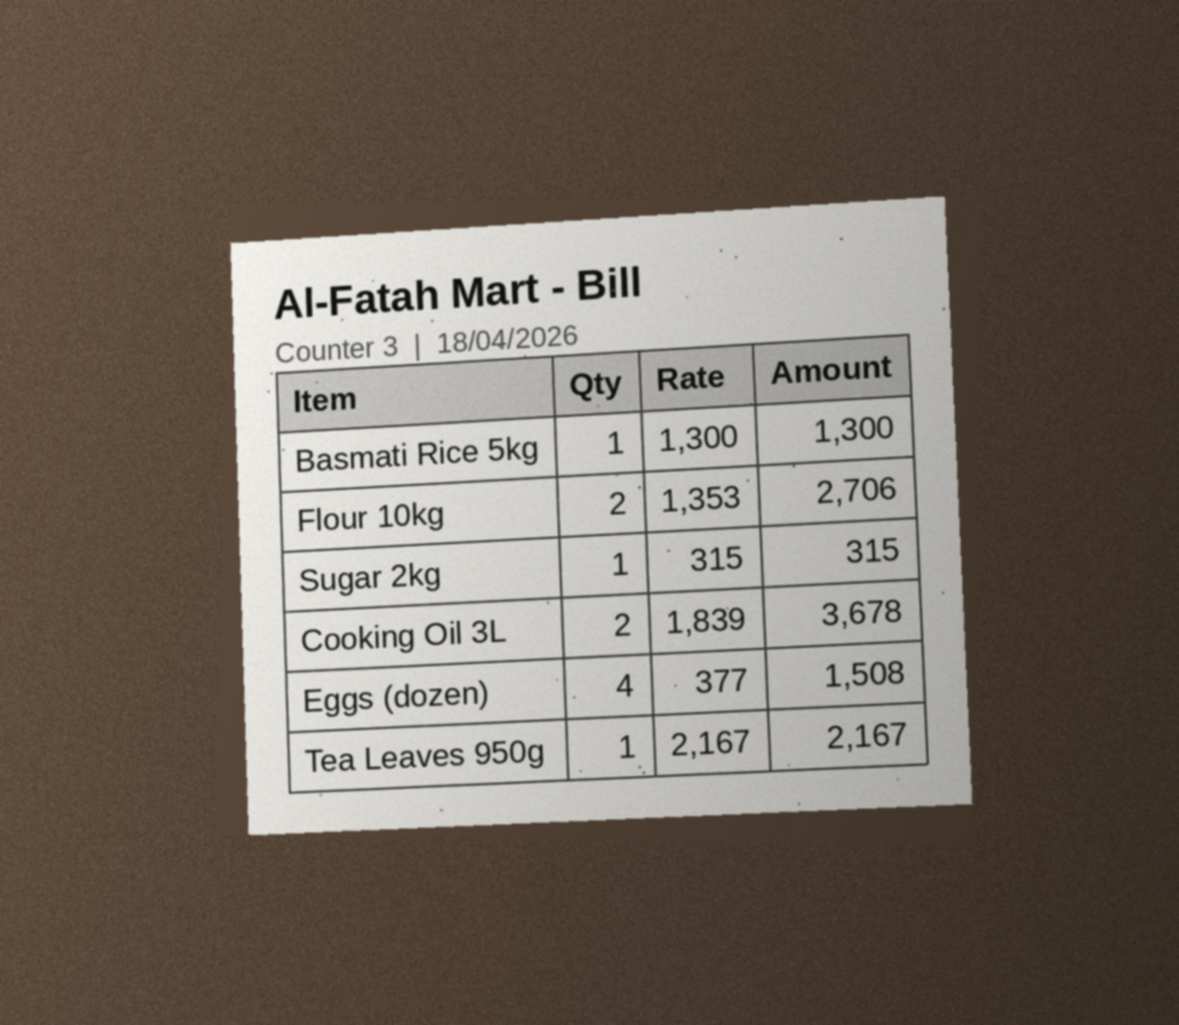 Al-Fatah Mart - Bill
Counter 3 | 18/04/2026
Item Qty Rate Amount
Basmati Rice 5kg 1 1,300 1,300
Flour 10kg 2 1,353 2,706
Sugar 2kg 1 315 315
Cooking Oil 3L 2 1,839 3,678
Eggs (dozen) 4 377 1,508
Tea Leaves 950g 1 2,167 2,167